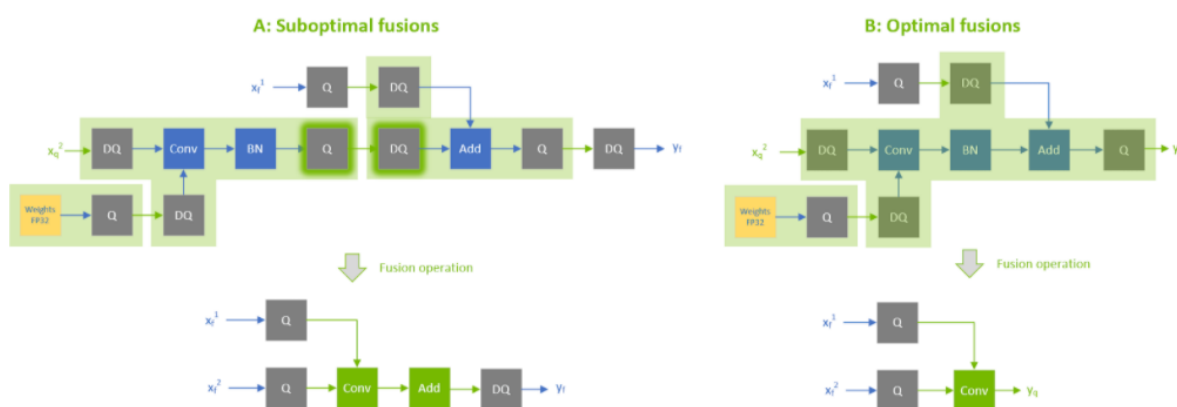 A: Suboptimal fusions
x_f^1 Q DQ
x_q^2 DQ Conv BN Q DQ Add Q DQ y_f
Weights FP32 Q DQ
Fusion operation
x_f^1 Q
x_f^2 Q Conv Add DQ y_f
B: Optimal fusions
x_f^1 Q DQ
x_q^2 DQ Conv BN Add Q y
Weights FP32 Q DQ
Fusion operation
x_f^1 Q
x_f^2 Q Conv y_q